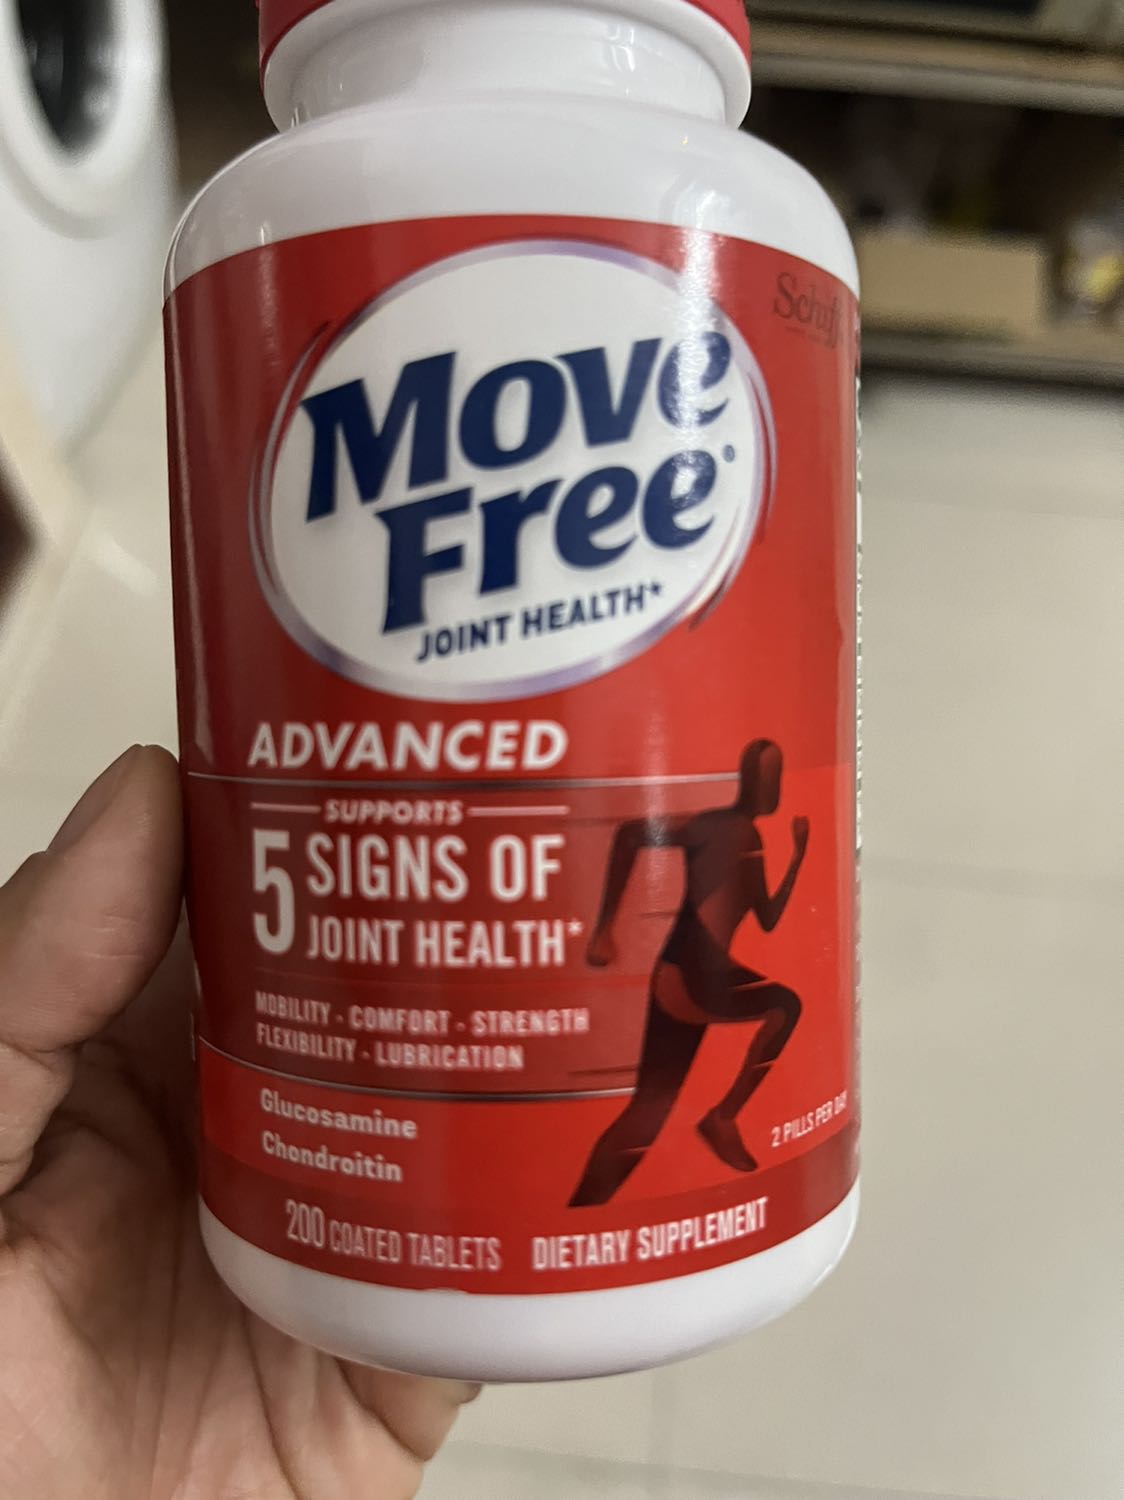 Schiff
Move
Free®
JOINT HEALTH*
ADVANCED
SUPPORTS
5 SIGNS OF
JOINT HEALTH*
MOBILITY - COMFORT - STRENGTH
FLEXIBILITY - LUBRICATION
Glucosamine
Chondroitin
2 PILLS PER DAY
200 COATED TABLETS DIETARY SUPPLEMENT